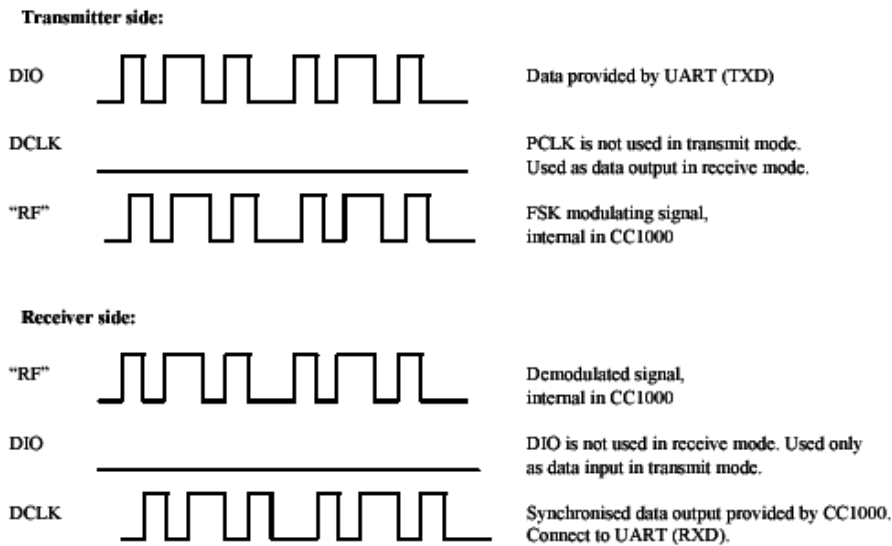 Transmitter side:
DIO
Data provided by UART (TXD)
DCLK
PCLK is not used in transmit mode.
Used as data output in receive mode.
“RF”
FSK modulating signal,
internal in CC1000
Receiver side:
“RF”
Demodulated signal,
internal in CC1000
DIO
DIO is not used in receive mode. Used only
as data input in transmit mode.
DCLK
Synchronised data output provided by CC1000.
Connect to UART (RXD).